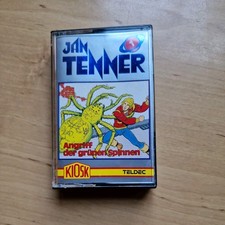 JAN
TENNER
Angriff
der grünen Spinnen
KIOSK
TELDEC